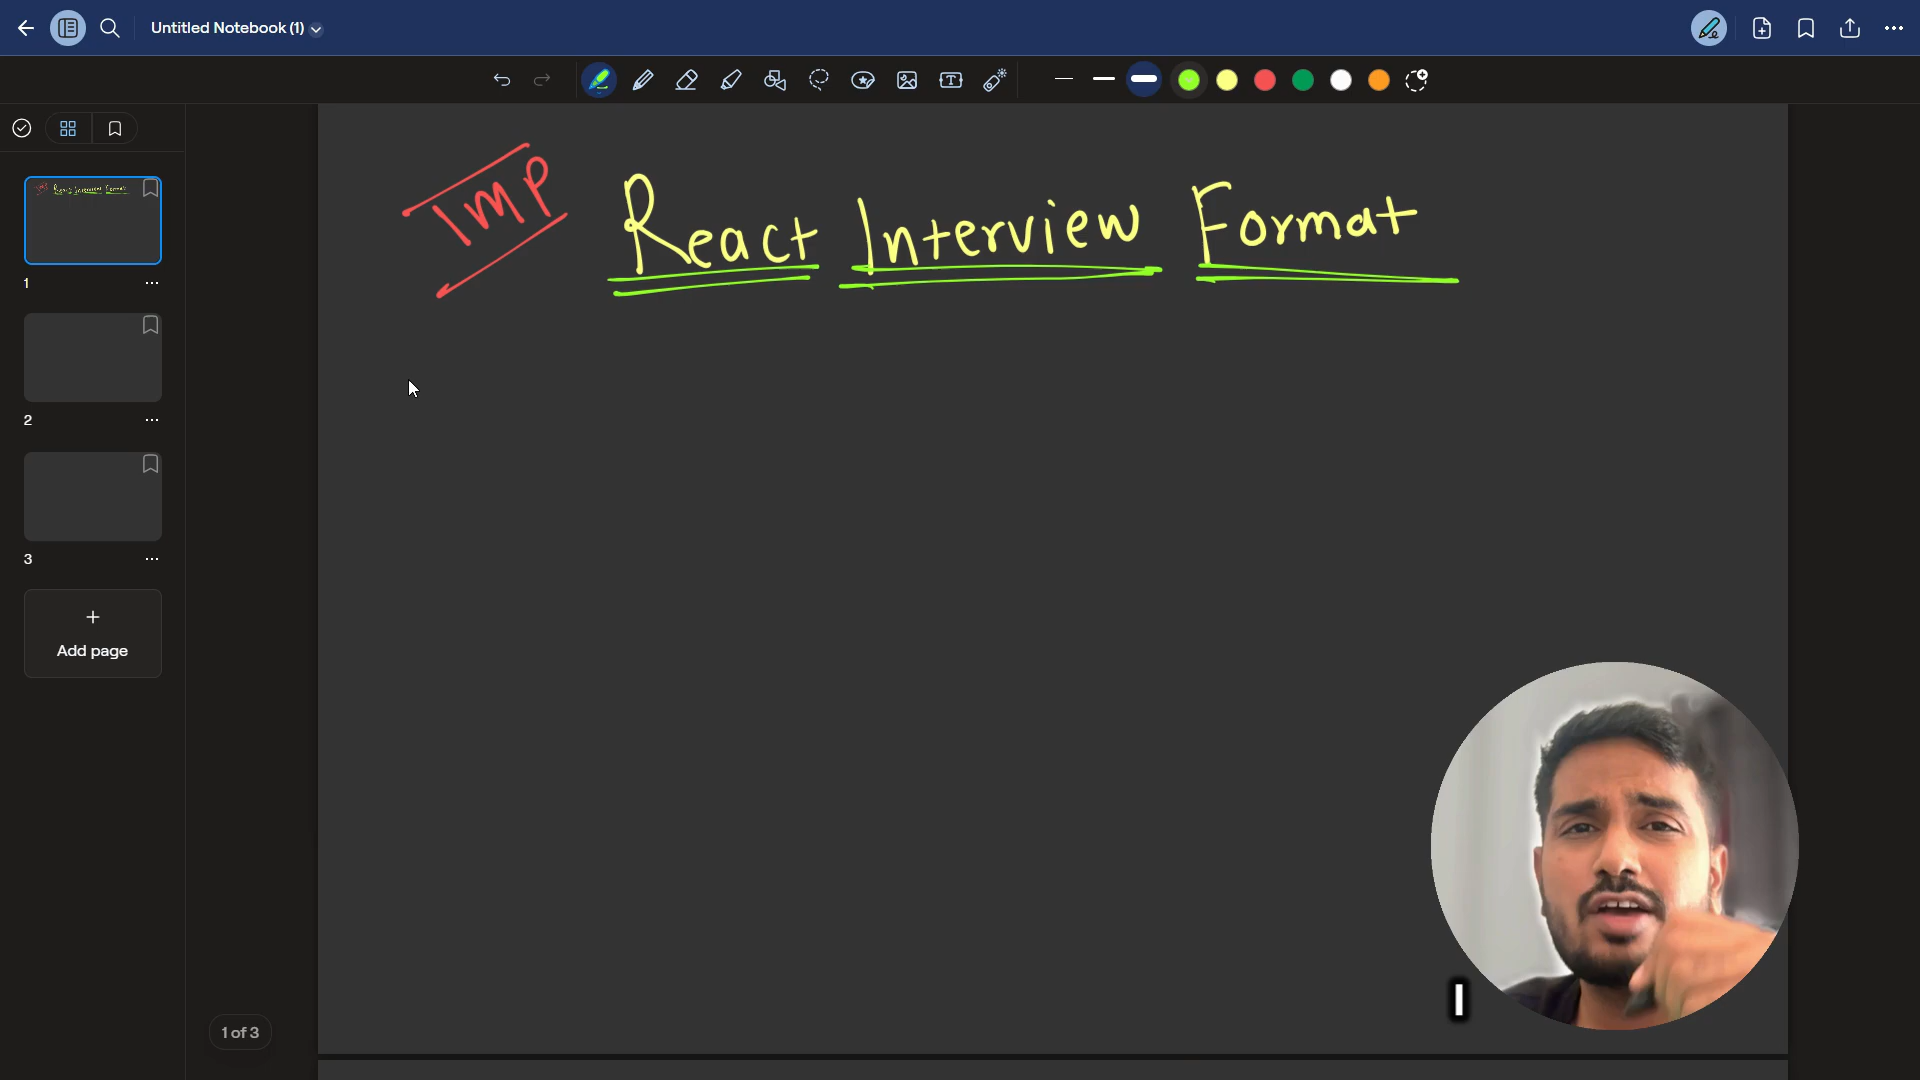 Untitled Notebook (1)
IMP
React Interview Format
1
2
3
Add page
1 of 3
I